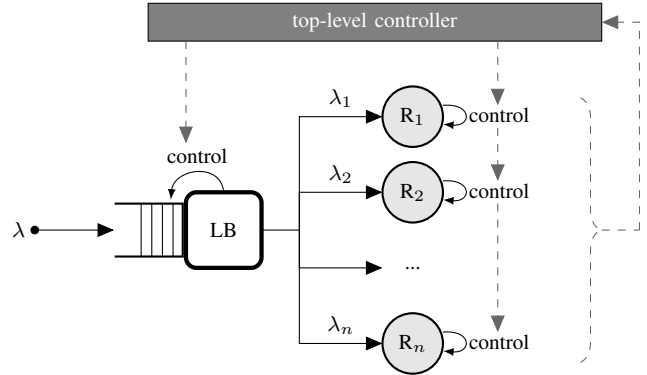 top-level controller
λ₁
R₁
control
control
λ₂
R₂
control
λ
LB
...
λₙ
Rₙ
control